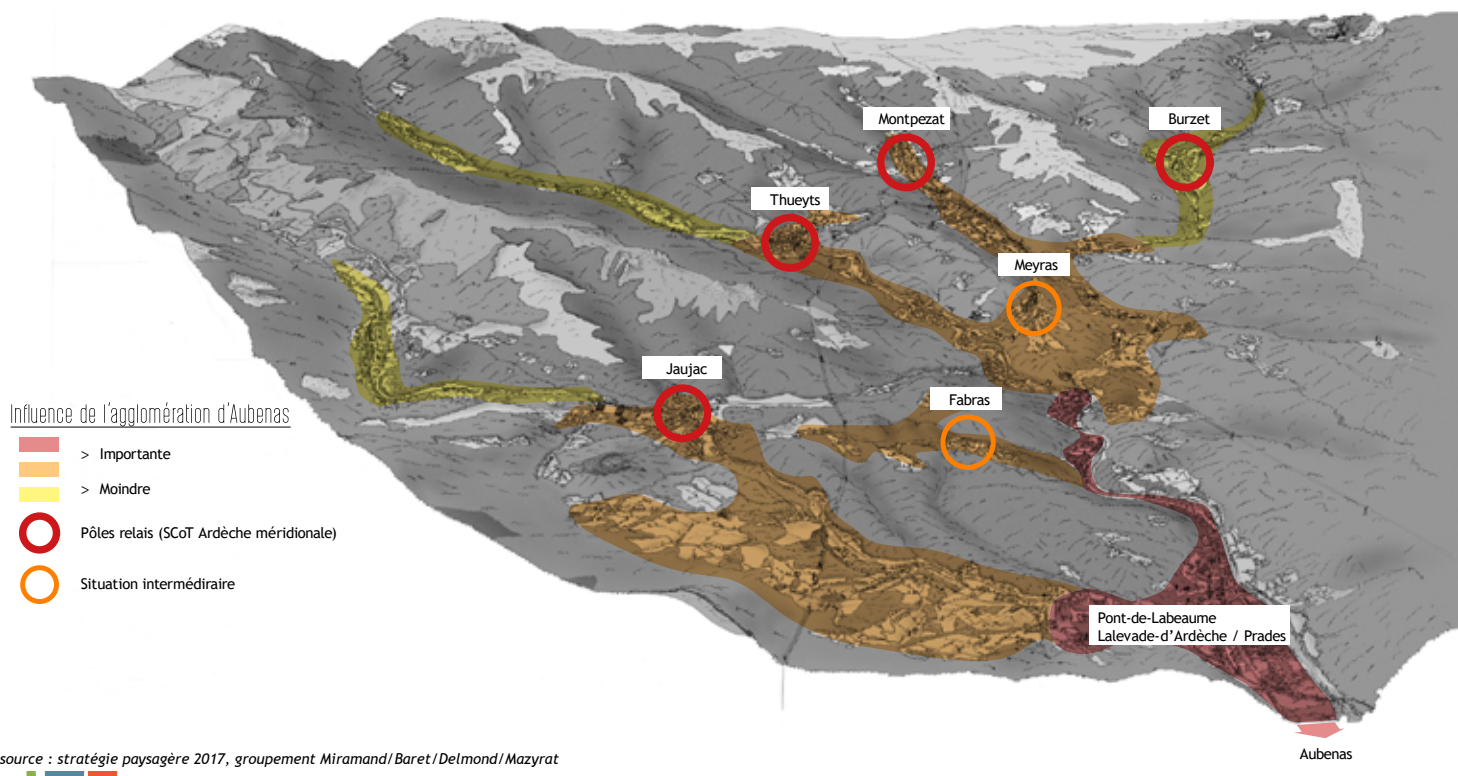 Montpezat
Burzet
Thueyts
Meyras
Jaujac
Fabras
Influence de l'agglomération d'Aubenas
> Importante
> Moindre
Pôles relais (SCoT Ardèche méridionale)
Situation intermédiraire
Pont-de-Labeaume
Lalevade-d'Ardèche / Prades
Aubenas
source : stratégie paysagère 2017, groupement Miramand/Baret/Delmond/Mazyrat